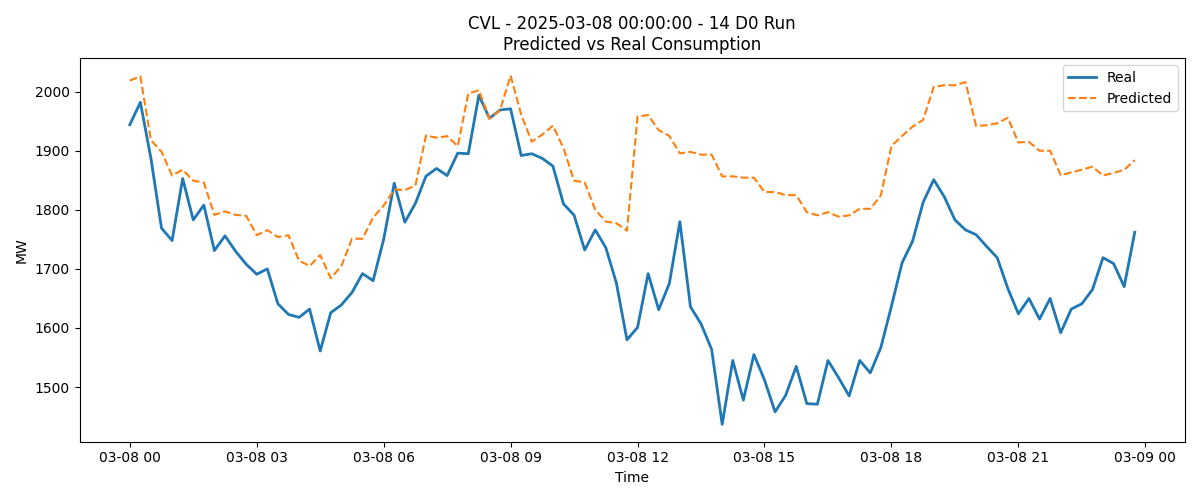 CVL - 2025-03-08 00:00:00 - 14 D0 Run
Predicted vs Real Consumption
Real
Predicted
MW
2000
1900
1800
1700
1600
1500
03-08 00
03-08 03
03-08 06
03-08 09
03-08 12
03-08 15
03-08 18
03-08 21
03-09 00
Time